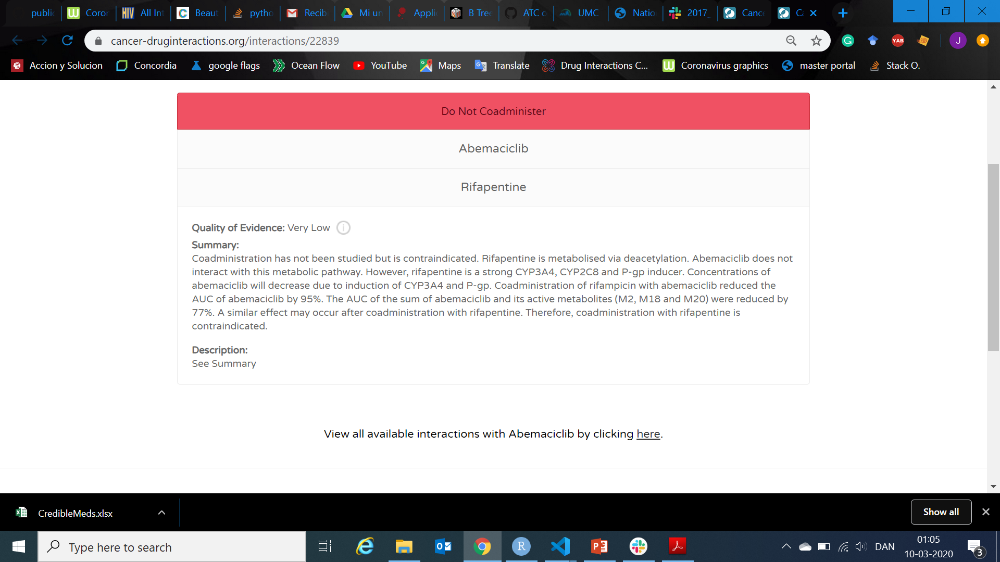 public
Coror
All Int
Beaut
pytho
Recib
Mi un
Applic
B Tree
ATC c
UMC
Natio
2017_
Cance
Ca
cancer-druginteractions.org/interactions/22839
YAB
J
Accion y Solucion
Concordia
google flags
Ocean Flow
YouTube
Maps
Translate
Drug Interactions C...
Coronavirus graphics
master portal
Stack O.
Do Not Coadminister
Abemaciclib
Rifapentine
Quality of Evidence: Very Low
Summary:
Coadministration has not been studied but is contraindicated. Rifapentine is metabolised via deacetylation. Abemaciclib does not
interact with this metabolic pathway. However, rifapentine is a strong CYP3A4, CYP2C8 and P-gp inducer. Concentrations of
abemaciclib will decrease due to induction of CYP3A4 and P-gp. Coadministration of rifampicin with abemaciclib reduced the
AUC of abemaciclib by 95%. The AUC of the sum of abemaciclib and its active metabolites (M2, M18 and M20) were reduced by
77%. A similar effect may occur after coadministration with rifapentine. Therefore, coadministration with rifapentine is
contraindicated.
Description:
See Summary
View all available interactions with Abemaciclib by clicking here.
CredibleMeds.xlsx
Show all
Type here to search
DAN
01:05
10-03-2020
3